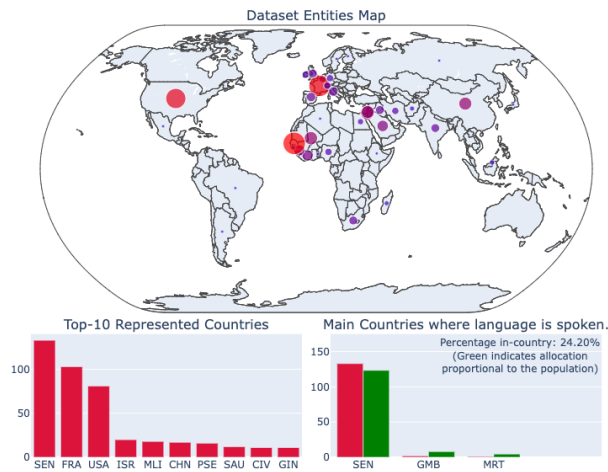 Dataset Entities Map
Top-10 Represented Countries
100
50
0
SEN FRA USA ISR MLI CHN PSE SAU CIV GIN
Main Countries where language is spoken.
Percentage in-country: 24.20%
(Green indicates allocation
proportional to the population)
150
100
50
0
SEN GMB MRT